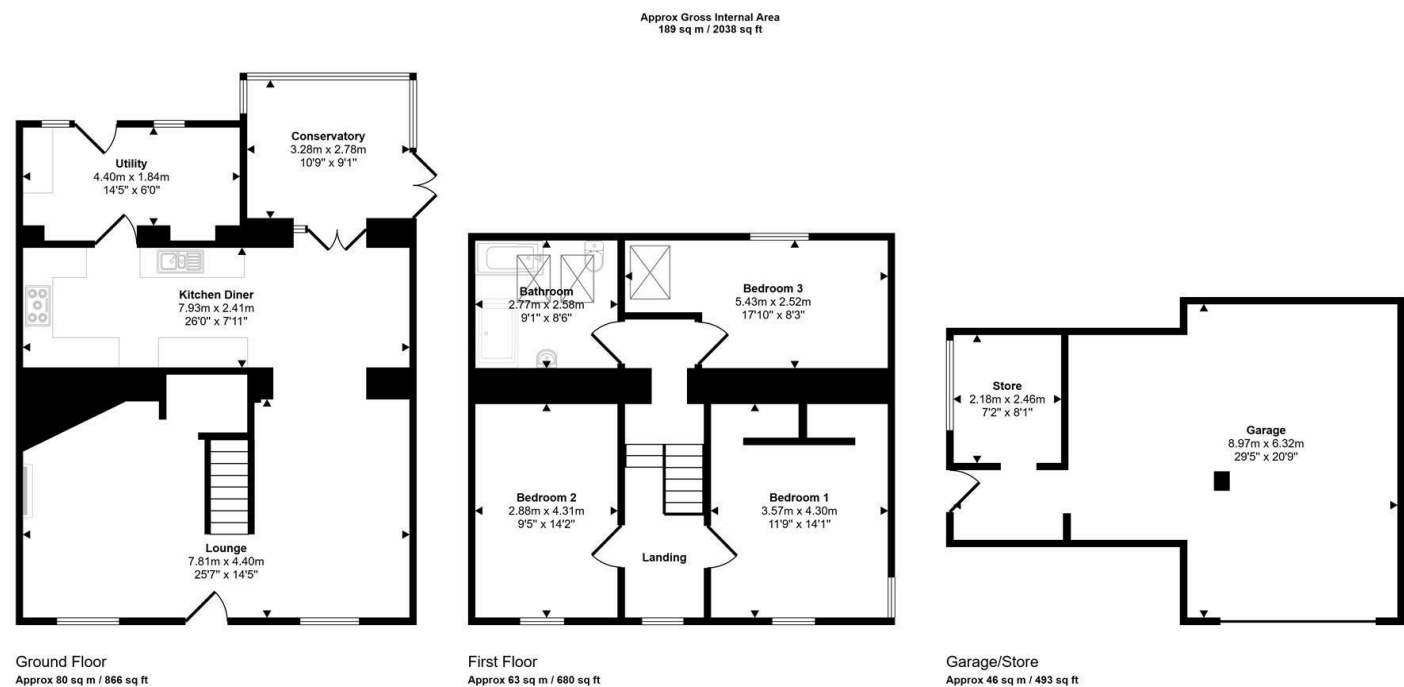 Approx Gross Internal Area
189 sq m / 2038 sq ft
Conservatory
3.28m x 2.78m
10'9" x 9'1"
Utility
4.40m x 1.84m
14'5" x 6'0"
Kitchen Diner
7.93m x 2.41m
26'0" x 7'11"
Lounge
7.81m x 4.40m
25'7" x 14'5"
Ground Floor
Approx 80 sq m / 866 sq ft
Bathroom
2.77m x 2.58m
9'1" x 8'6"
Bedroom 3
5.43m x 2.52m
17'10" x 8'3"
Bedroom 2
2.88m x 4.31m
9'5" x 14'2"
Bedroom 1
3.57m x 4.30m
11'9" x 14'1"
Landing
First Floor
Approx 63 sq m / 680 sq ft
Store
2.18m x 2.46m
7'2" x 8'1"
Garage
8.97m x 6.32m
29'5" x 20'9"
Garage/Store
Approx 46 sq m / 493 sq ft